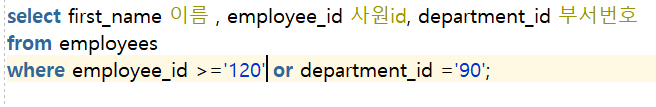 select first_name 이름 , employee_id 사원id, department_id 부서번호
from employees
where employee_id >='120' or department_id ='90';